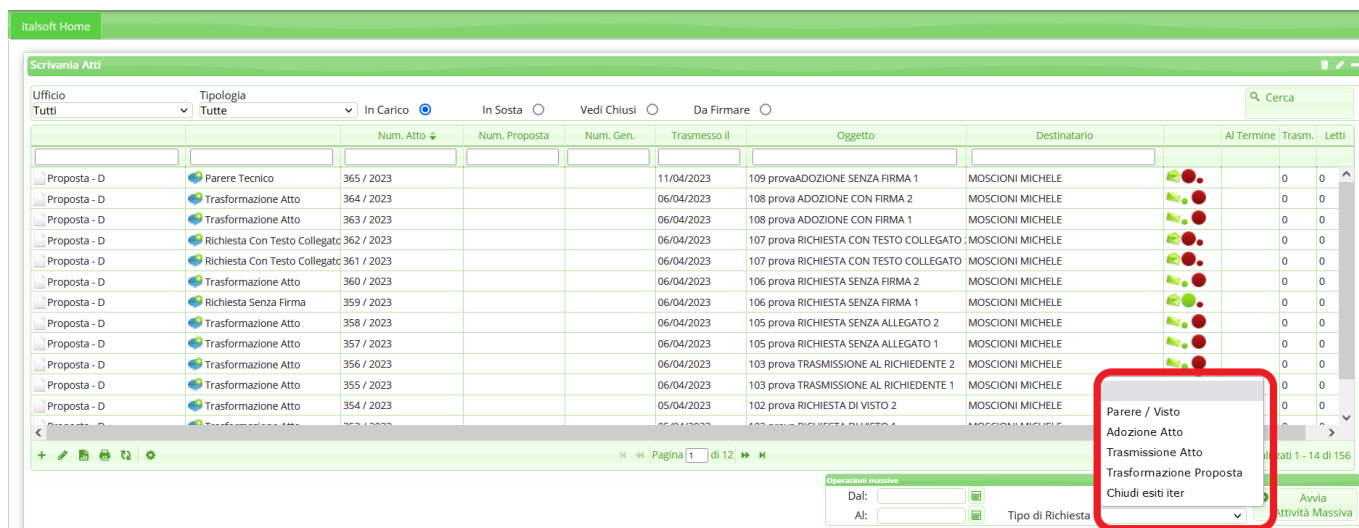 italsoft Home
Scrivania Atti
Ufficio Tipologia
Tutti Tutte In Carico In Sosta Vedi Chiusi Da Firmare Cerca
Num. Atto Num. Proposta Num. Gen. Trasmesso il Oggetto Destinatario Al Termine Trasm. Letti
Proposta - D Parere Tecnico 365 / 2023 11/04/2023 109 provaADOZIONE SENZA FIRMA 1 MOSCIONI MICHELE 0 0
Proposta - D Trasformazione Atto 364 / 2023 06/04/2023 108 prova ADOZIONE CON FIRMA 2 MOSCIONI MICHELE 0 0
Proposta - D Trasformazione Atto 363 / 2023 06/04/2023 108 prova ADOZIONE CON FIRMA 1 MOSCIONI MICHELE 0 0
Proposta - D Richiesta Con Testo Collegato 362 / 2023 06/04/2023 107 prova RICHIESTA CON TESTO COLLEGATO MOSCIONI MICHELE 0 0
Proposta - D Richiesta Con Testo Collegato 361 / 2023 06/04/2023 107 prova RICHIESTA CON TESTO COLLEGATO MOSCIONI MICHELE 0 0
Proposta - D Trasformazione Atto 360 / 2023 06/04/2023 106 prova RICHIESTA SENZA FIRMA 2 MOSCIONI MICHELE 0 0
Proposta - D Richiesta Senza Firma 359 / 2023 06/04/2023 106 prova RICHIESTA SENZA FIRMA 1 MOSCIONI MICHELE 0 0
Proposta - D Trasformazione Atto 358 / 2023 06/04/2023 105 prova RICHIESTA SENZA ALLEGATO 2 MOSCIONI MICHELE 0 0
Proposta - D Trasformazione Atto 357 / 2023 06/04/2023 105 prova RICHIESTA SENZA ALLEGATO 1 MOSCIONI MICHELE 0 0
Proposta - D Trasformazione Atto 356 / 2023 06/04/2023 103 prova TRASMISSIONE AL RICHIEDENTE 2 MOSCIONI MICHELE 0 0
Proposta - D Trasformazione Atto 355 / 2023 06/04/2023 103 prova TRASMISSIONE AL RICHIEDENTE 1 MOSCIONI MICHELE 0 0
Proposta - D Trasformazione Atto 354 / 2023 05/04/2023 102 prova RICHIESTA DI VISTO 2 MOSCIONI MICHELE 0 0
Parere / Visto
Adozione Atto
Trasmissione Atto
Trasformazione Proposta
Chiudi esiti iter
Pagina 1 di 12 1 - 14 di 156
Operazioni massive
Dal:
Al: Tipo di Richiesta
Avvia
Attività Massiva